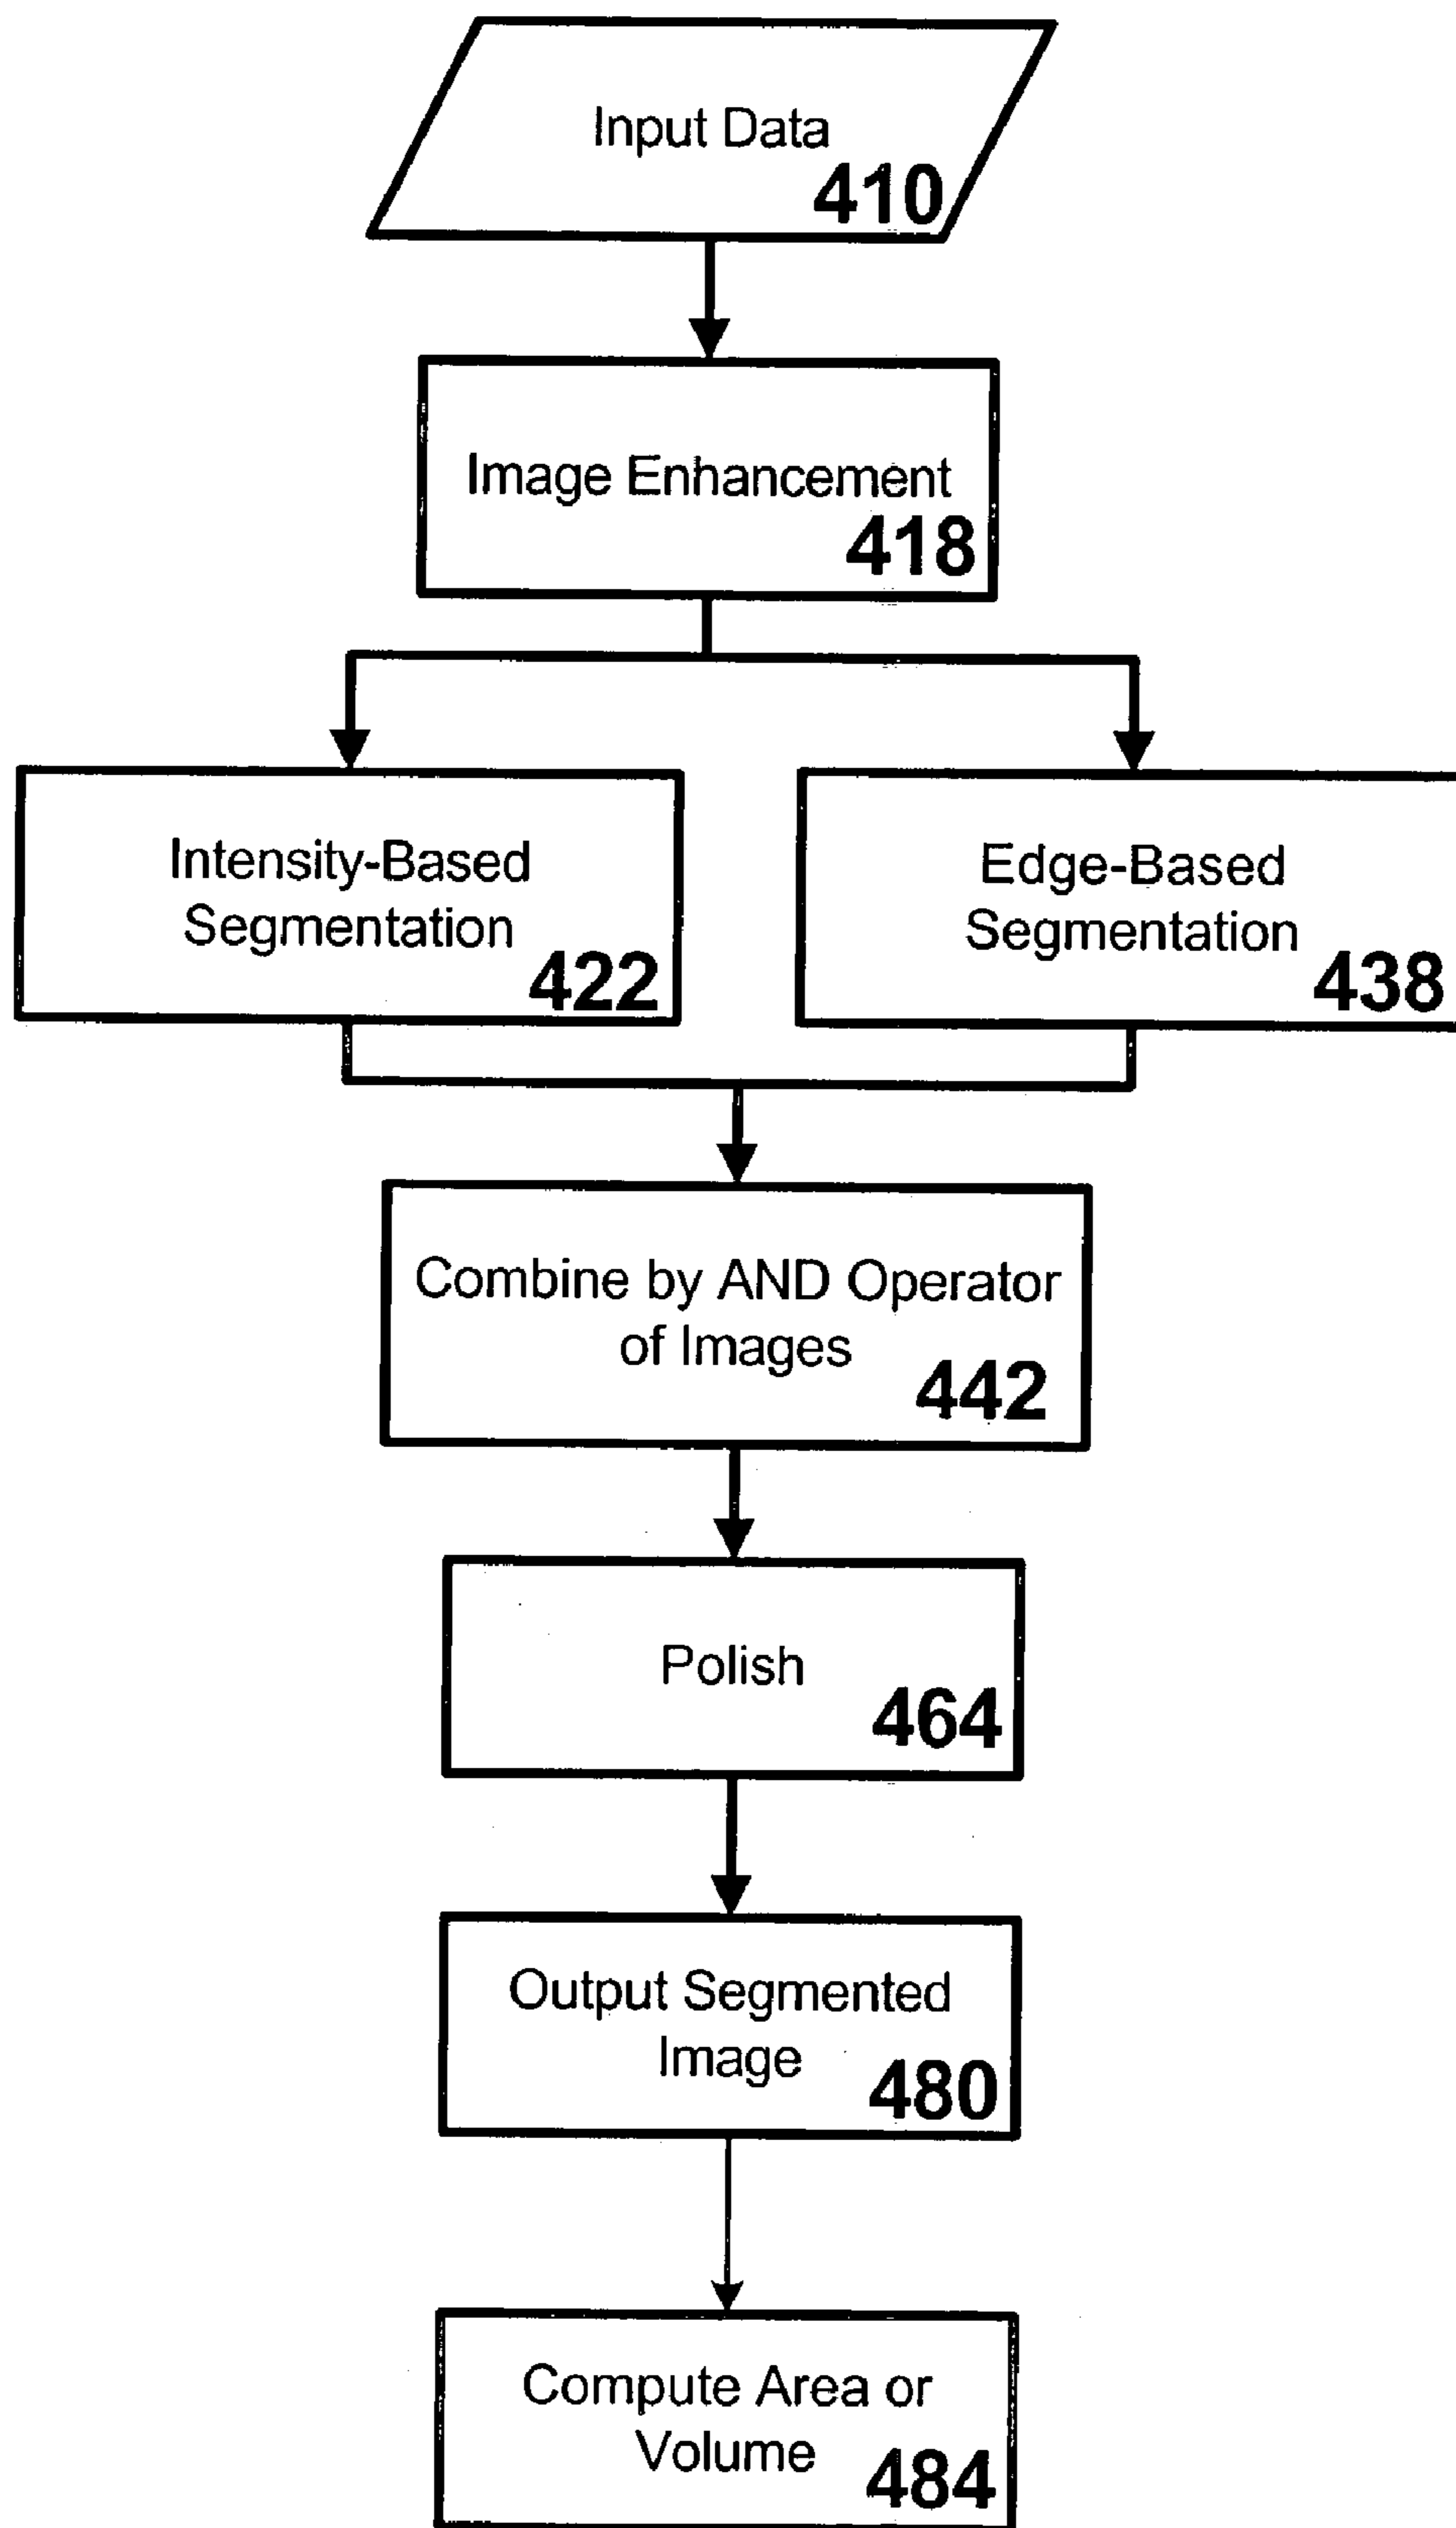 Input Data
410
Image Enhancement
418
Intensity-Based
Segmentation
422
Edge-Based
Segmentation
438
Combine by AND Operator
of Images
442
Polish
464
Output Segmented
Image
480
Compute Area or
Volume
484